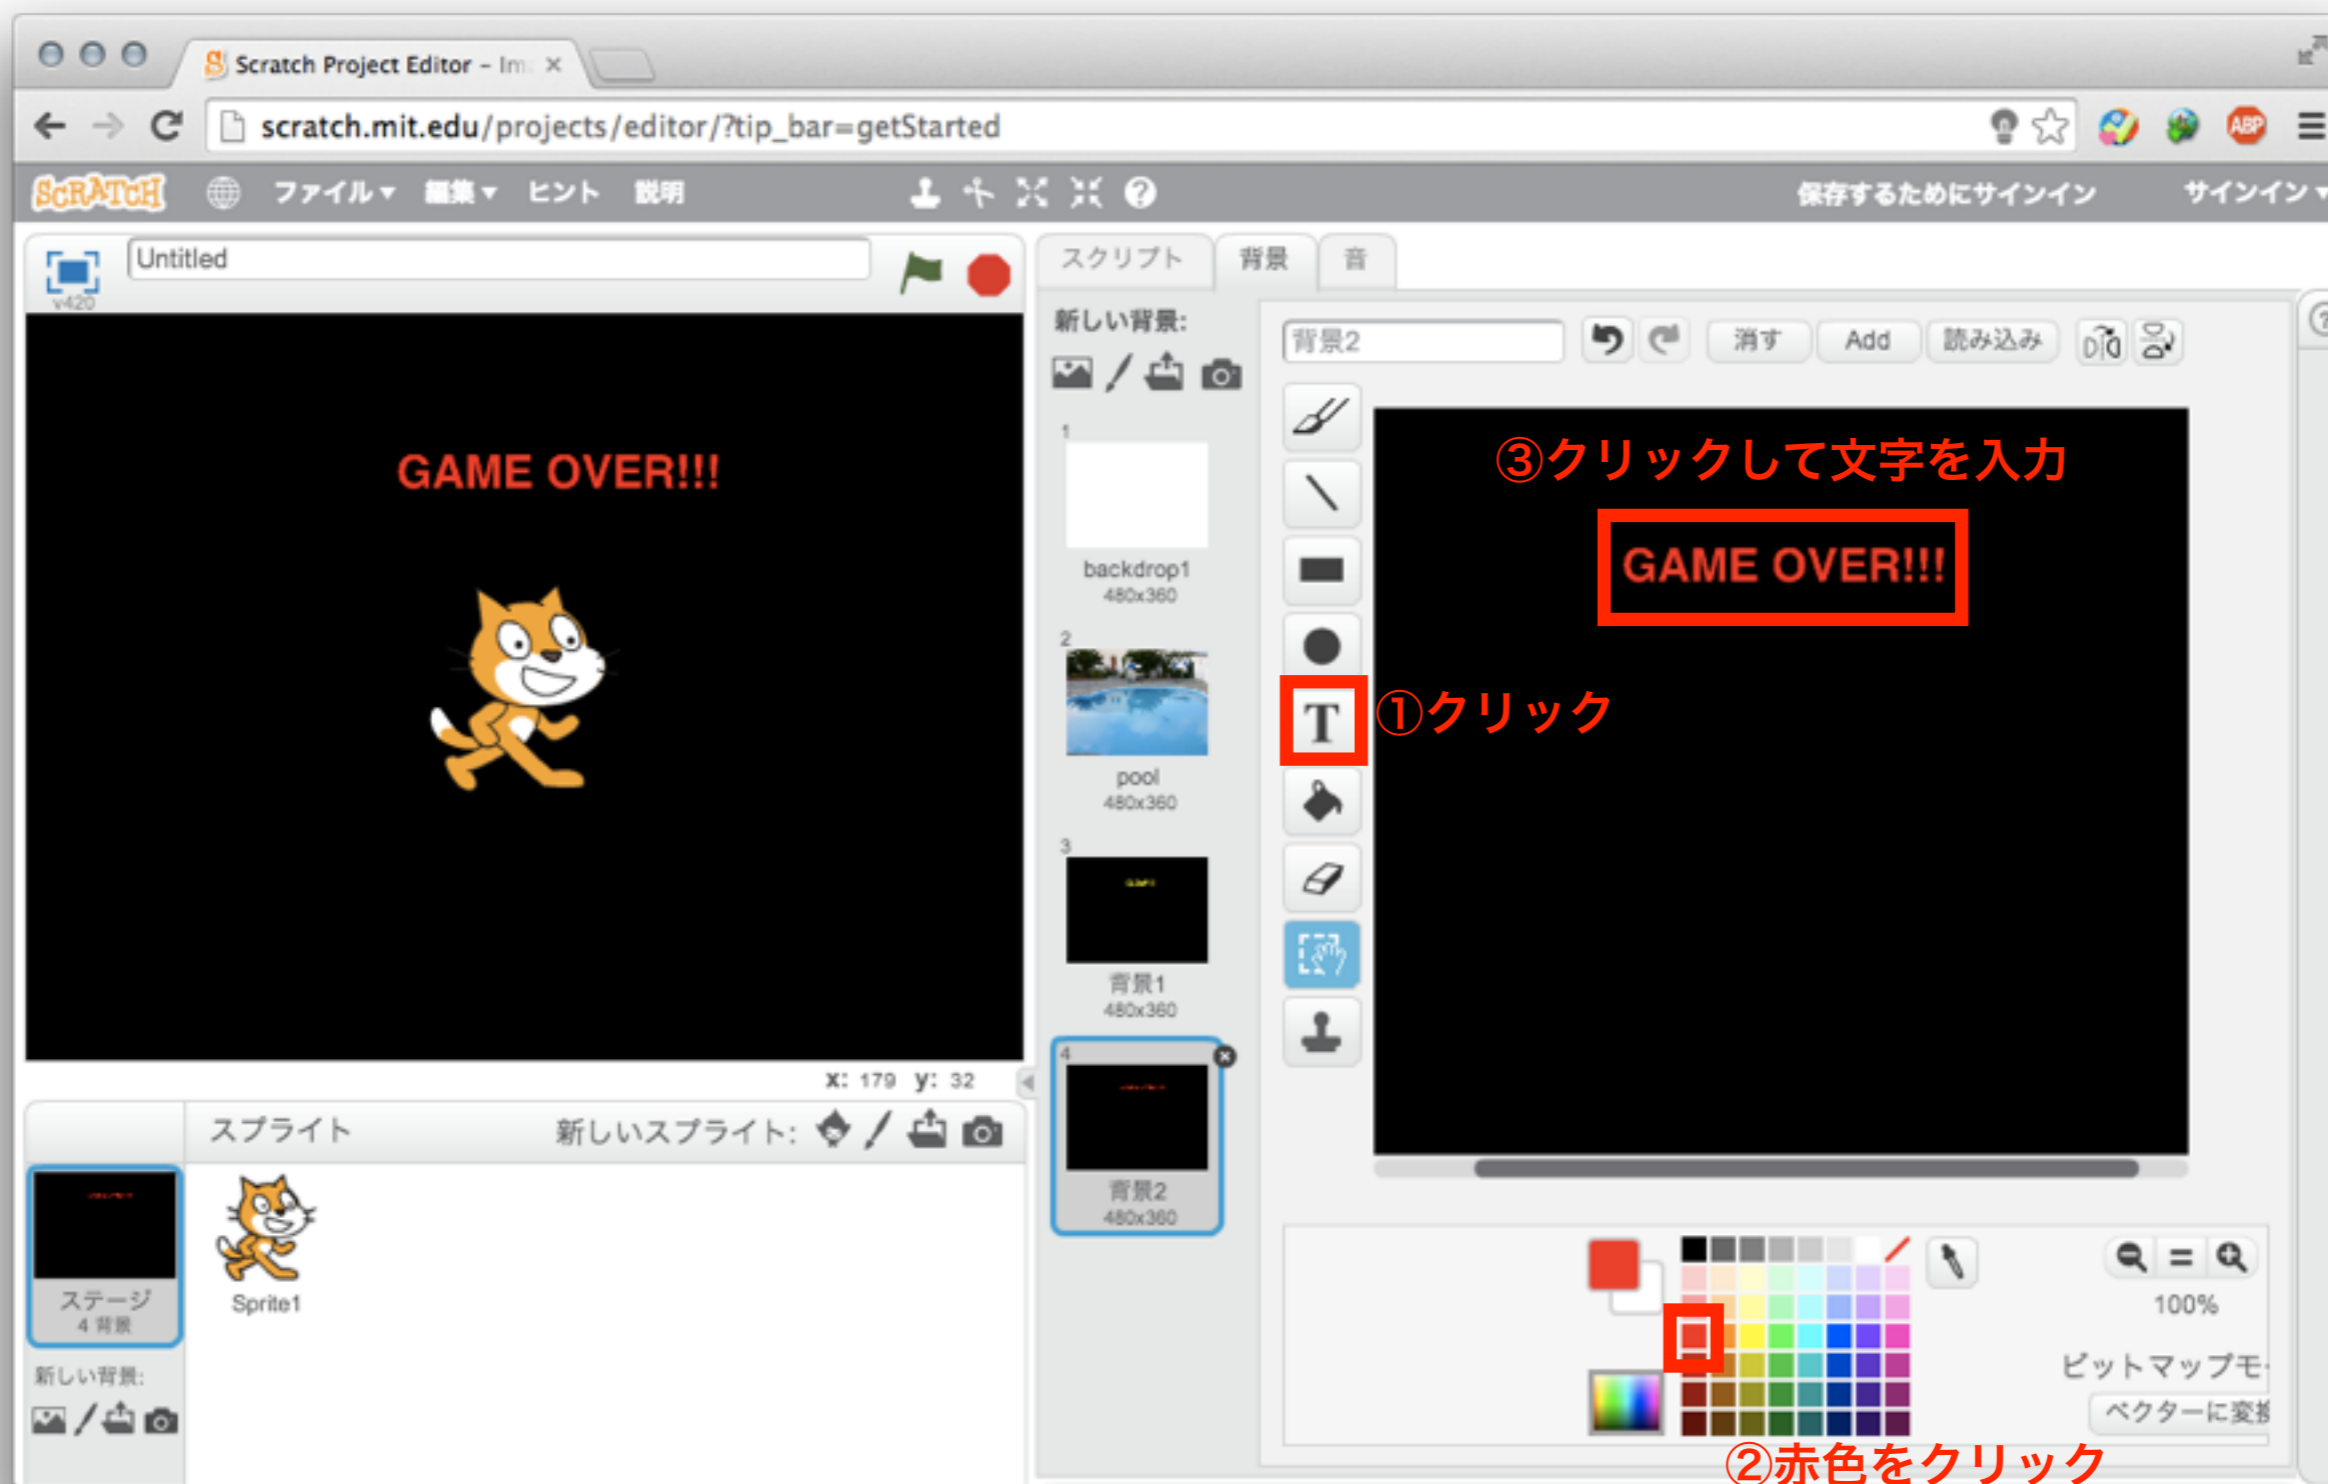 Scratch Project Editor – Im
scratch.mit.edu/projects/editor/?tip_bar=getStarted
ABP
SCRATCH
ファイル
編集
ヒント
説明
保存するためにサインイン
サインイン
Untitled
v420
GAME OVER!!!
x: 179 y: 32
スプライト
新しいスプライト:
ステージ
4 背景
新しい背景:
Sprite1
スクリプト
背景
音
新しい背景:
1
backdrop1
480x360
2
pool
480x360
3
背景1
480x360
4
背景2
480x360
背景2
消す
Add
読み込み
③クリックして文字を入力
GAME OVER!!!
T
①クリック
100%
ビットマップモ
ベクターに変換
②赤色をクリック